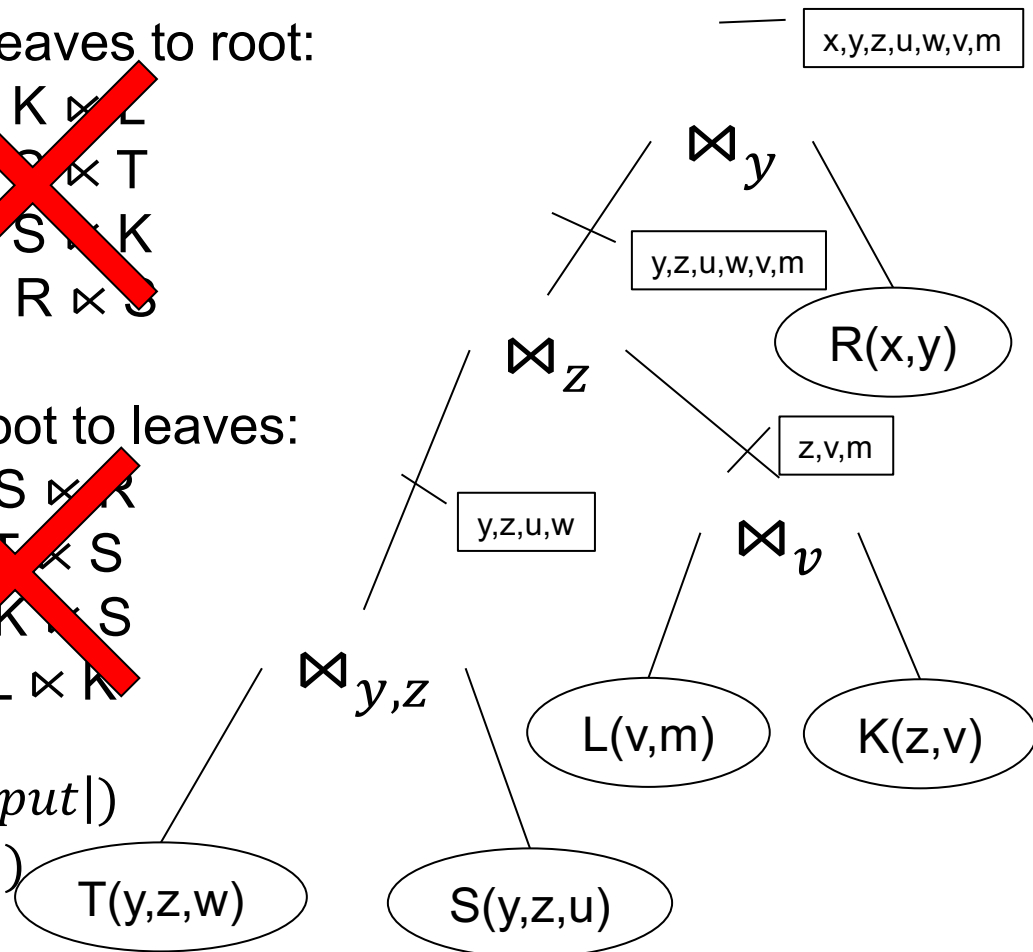 eaves to root:
K ⋉ L
⋉ T
S ⋉ K
R ⋉ S
oot to leaves:
S ⋉ R
⋉ S
K ⋉ S
L ⋉ K
put|)
)
x,y,z,u,w,v,m
⋈y
y,z,u,w,v,m
R(x,y)
⋈z
z,v,m
y,z,u,w
⋈v
⋈y,z
L(v,m)
K(z,v)
T(y,z,w)
S(y,z,u)